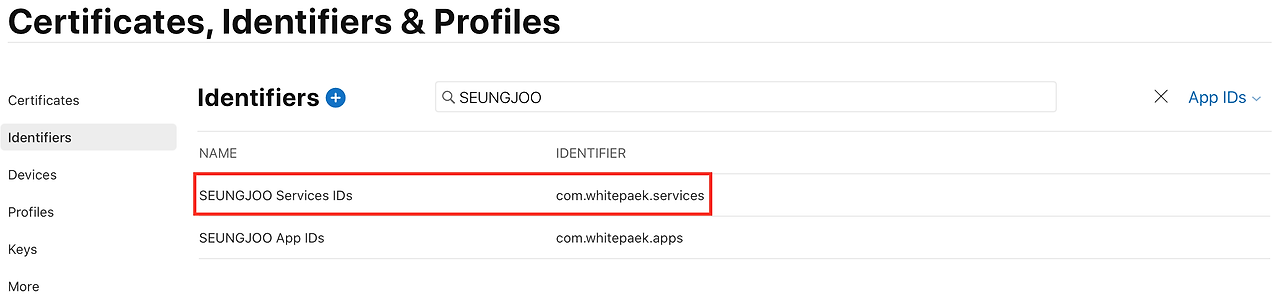 Certificates, Identifiers & Profiles
Certificates
Identifiers
Devices
Profiles
Keys
More
Identifiers
SEUNGJOO
App IDs
NAME IDENTIFIER
SEUNGJOO Services IDs com.whitepaek.services
SEUNGJOO App IDs com.whitepaek.apps